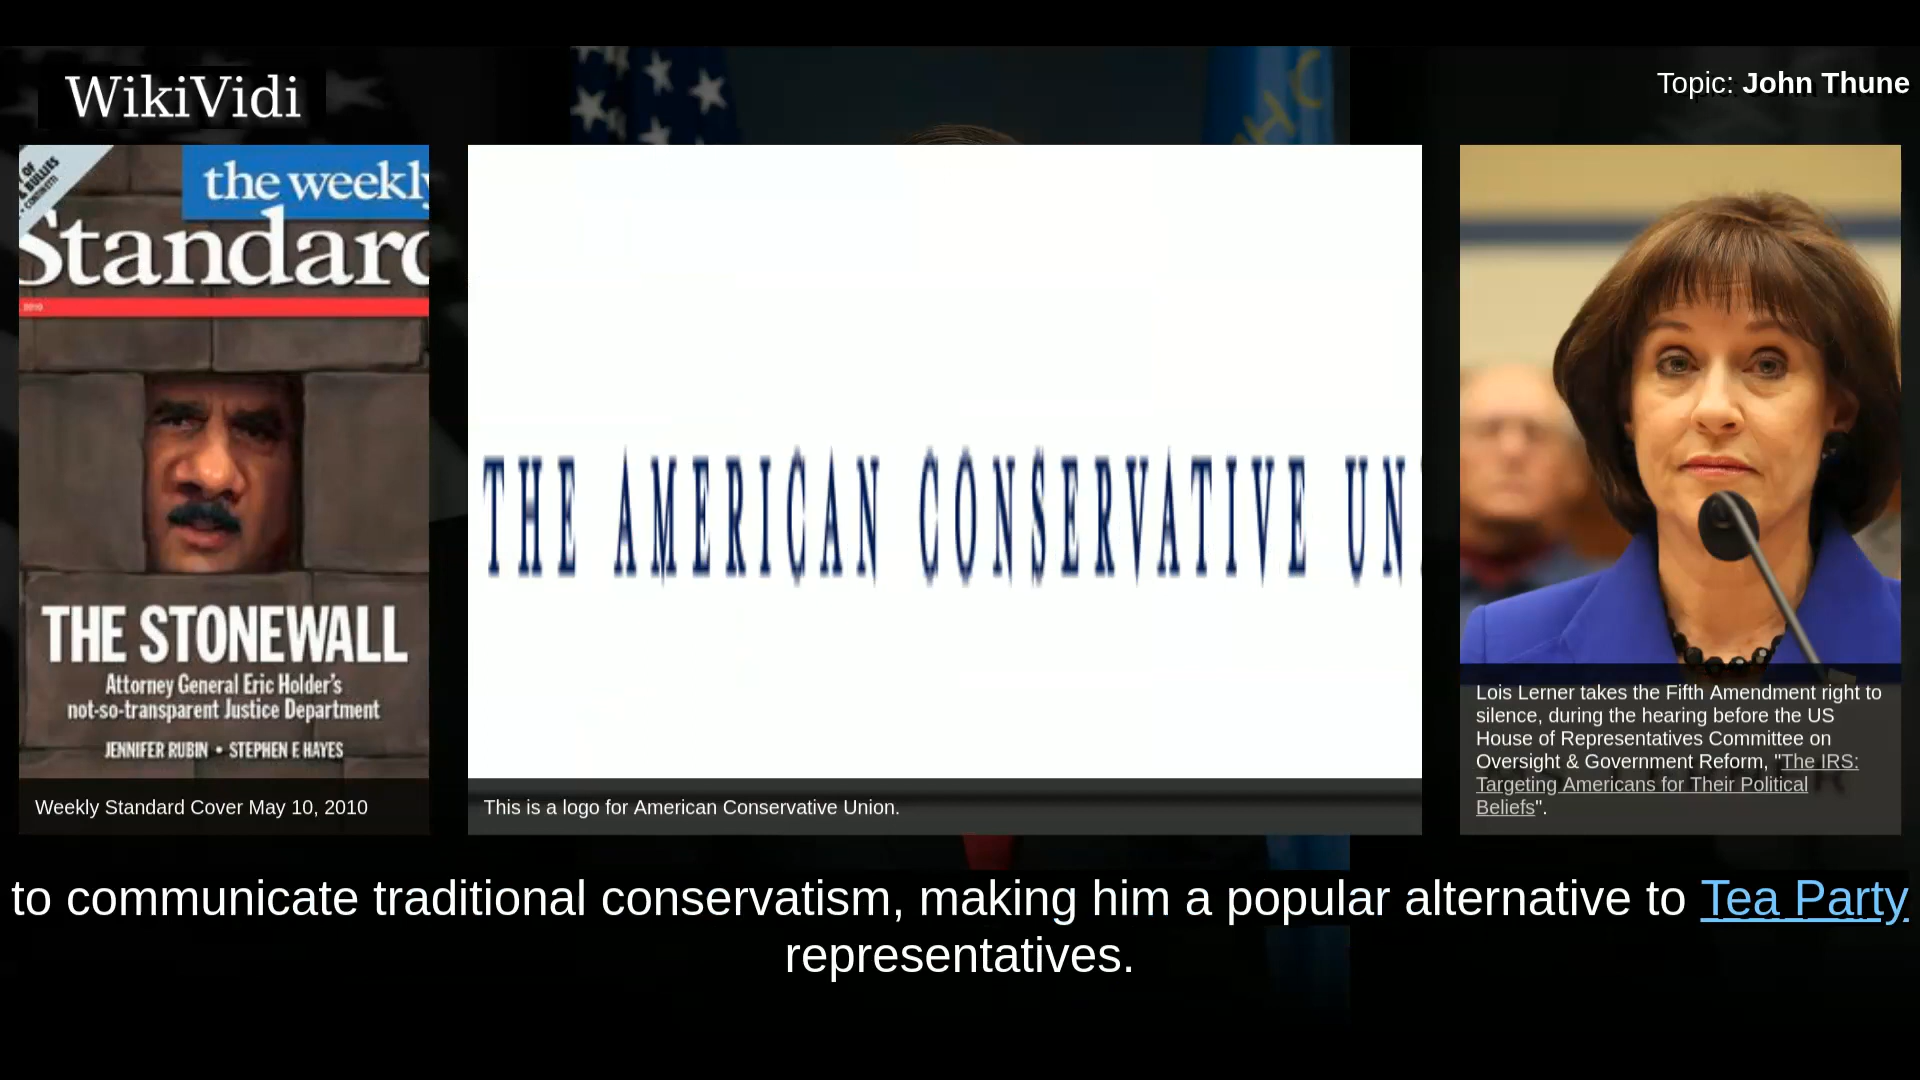 WikiVidi
Topic: John Thune
OF
& BULLIES
• CONTINETTI
the weekly
Standard
2010
THE STONEWALL
Attorney General Eric Holder's
not-so-transparent Justice Department
JENNIFER RUBIN • STEPHEN F. HAYES
Weekly Standard Cover May 10, 2010
THE AMERICAN CONSERVATIVE UN
This is a logo for American Conservative Union.
Lois Lerner takes the Fifth Amendment right to
silence, during the hearing before the US
House of Representatives Committee on
Oversight & Government Reform, "The IRS:
Targeting Americans for Their Political
Beliefs".
to communicate traditional conservatism, making him a popular alternative to Tea Party
representatives.